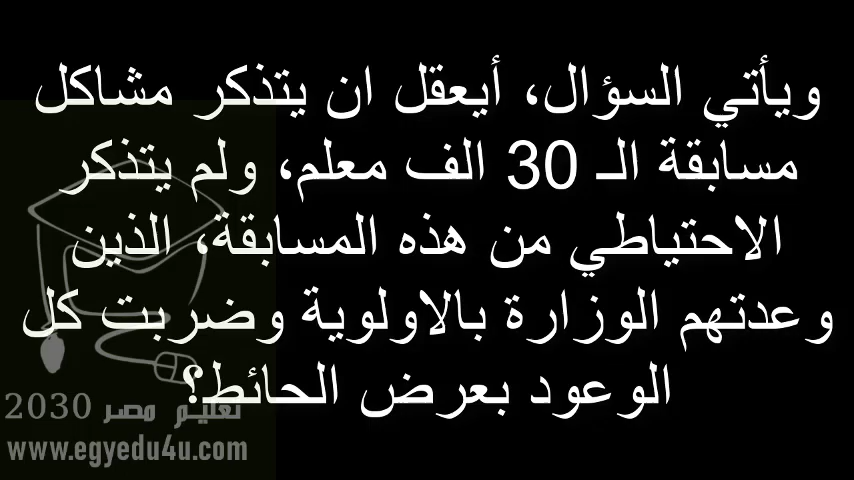 ويأتي السؤال، أيعقل ان يتذكر مشاكل
مسابقة الـ 30 الف معلم، ولم يتذكر
الاحتياطي من هذه المسابقة، الذين
وعدتهم الوزارة بالاولوية وضربت كل
الوعود بعرض الحائط؟
تعليم مصر 2030
www.egyedu4u.com